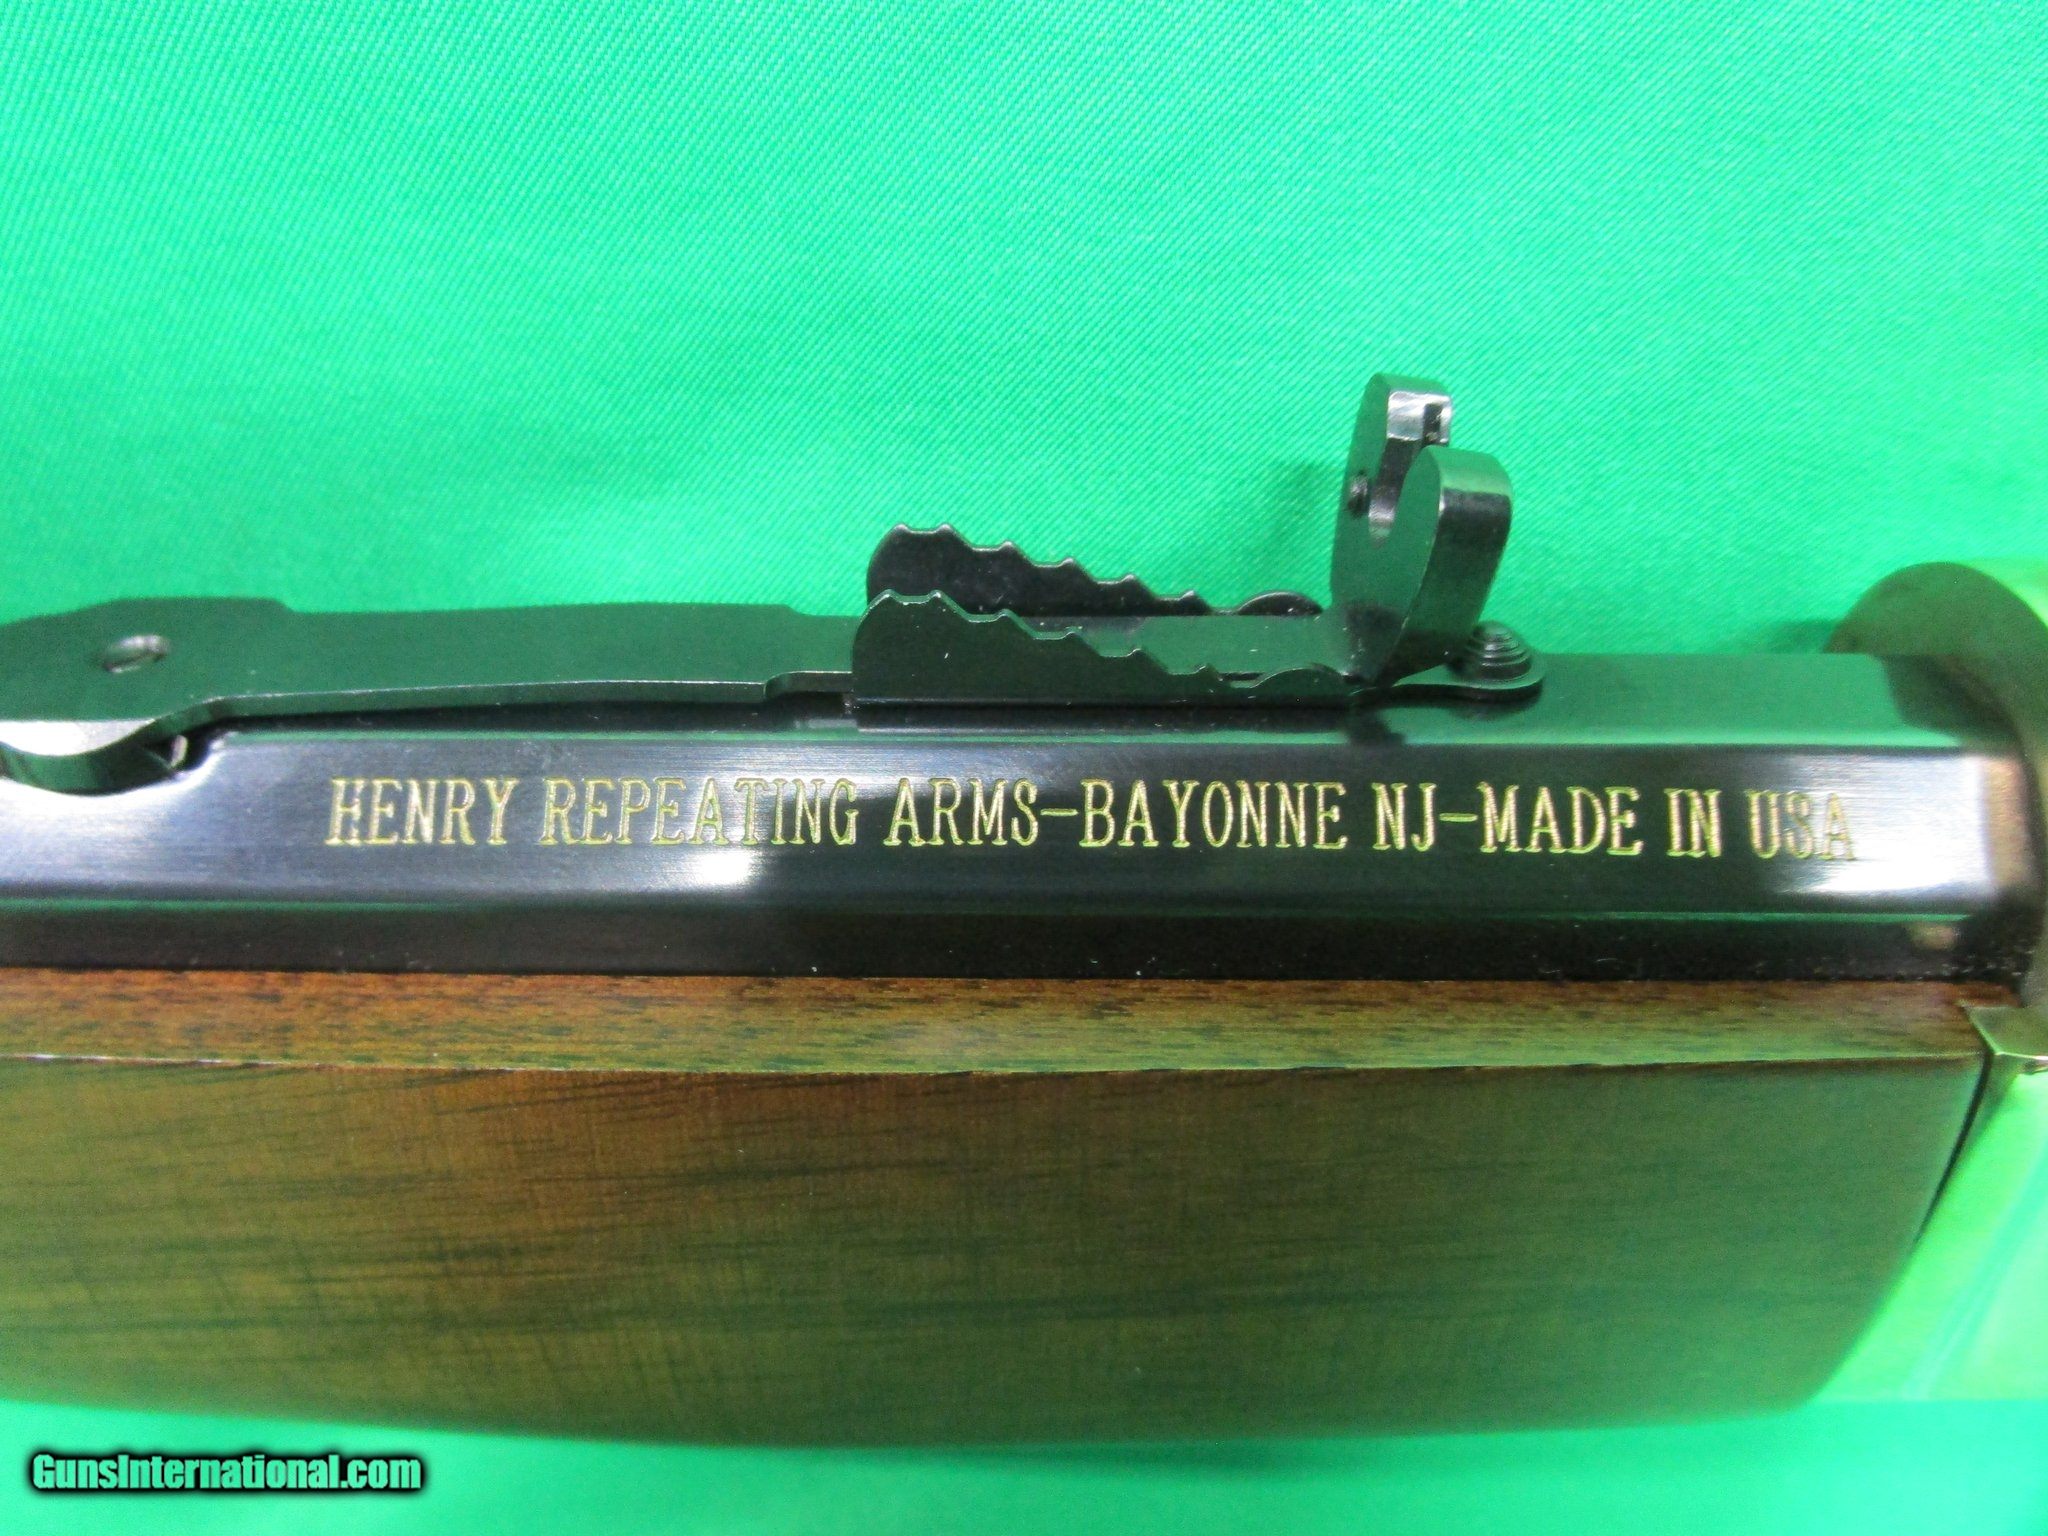 HENRY REPEATING ARMS-BAYONNE NJ-MADE IN USA
GunsInternational.com